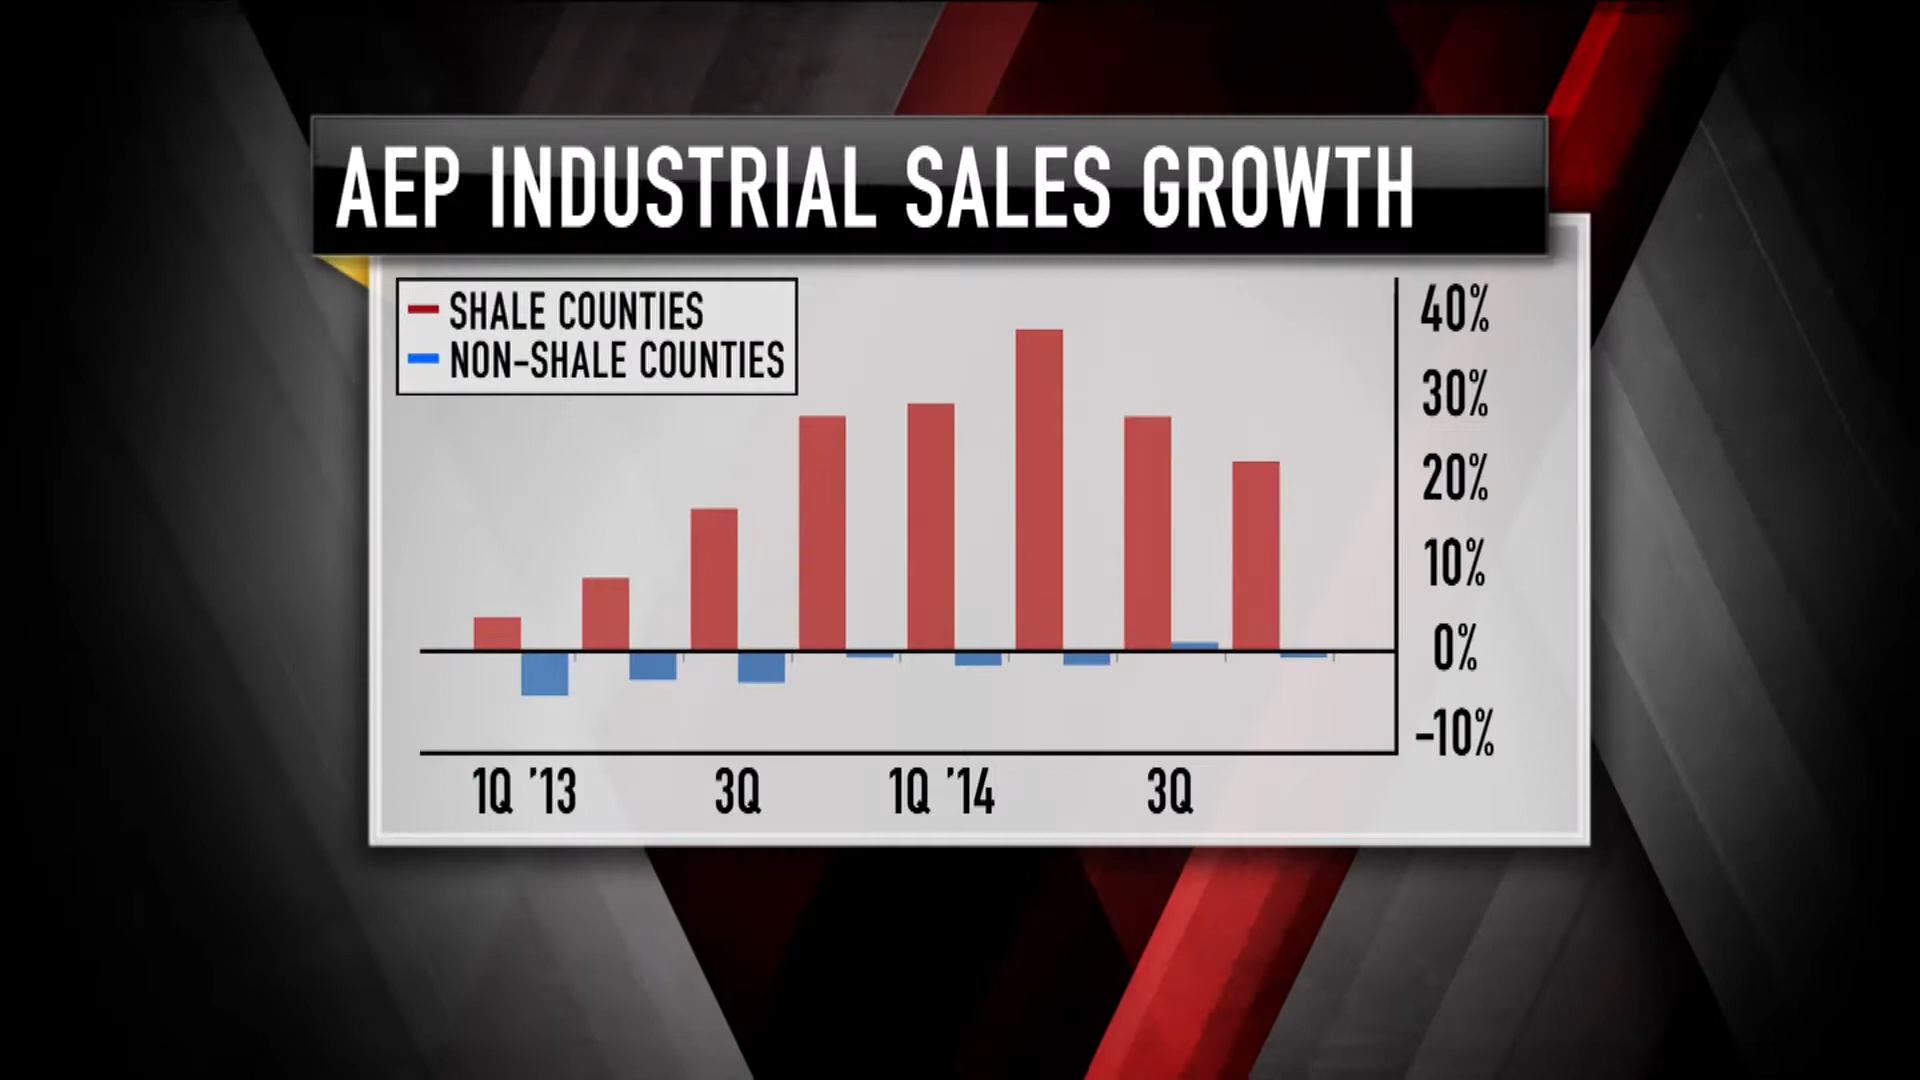 AEP INDUSTRIAL SALES GROWTH
SHALE COUNTIES
NON-SHALE COUNTIES
40%
30%
20%
10%
0%
-10%
1Q '13 3Q 1Q '14 3Q